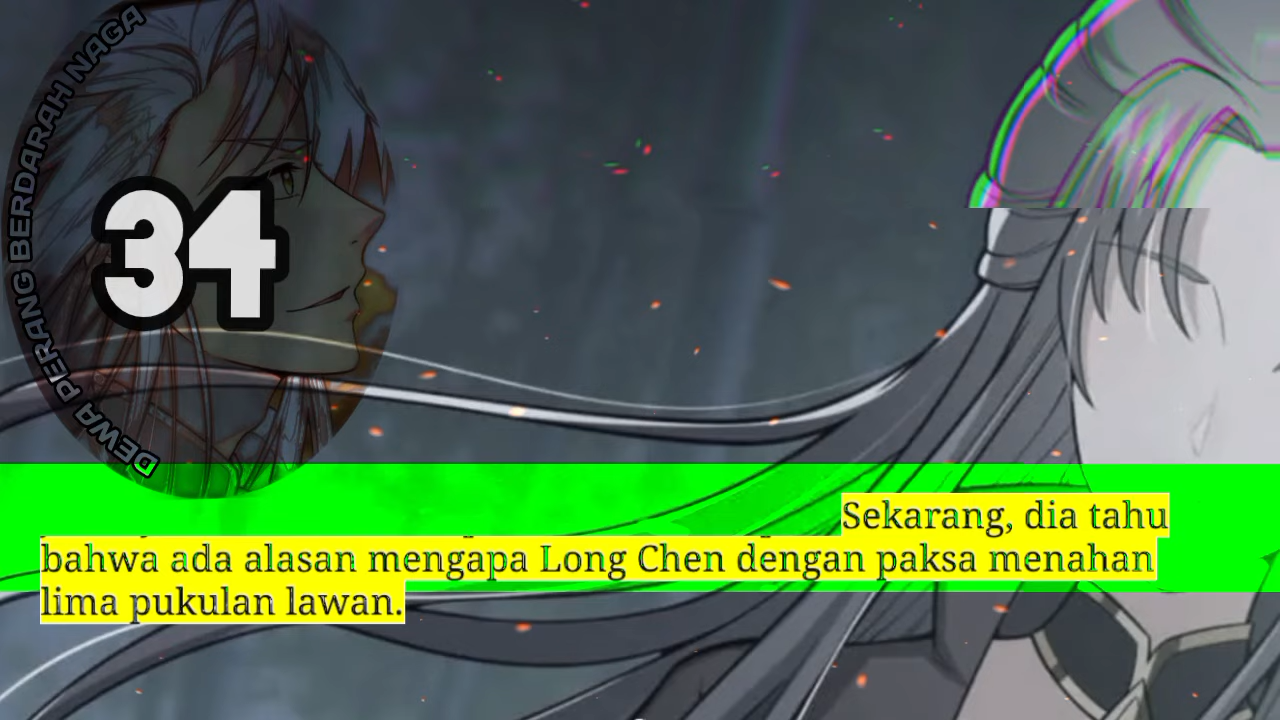 DEWA PERANG BERDARAH NAGA
34
Sekarang, dia tahu
bahwa ada alasan mengapa Long Chen dengan paksa menahan
lima pukulan lawan.